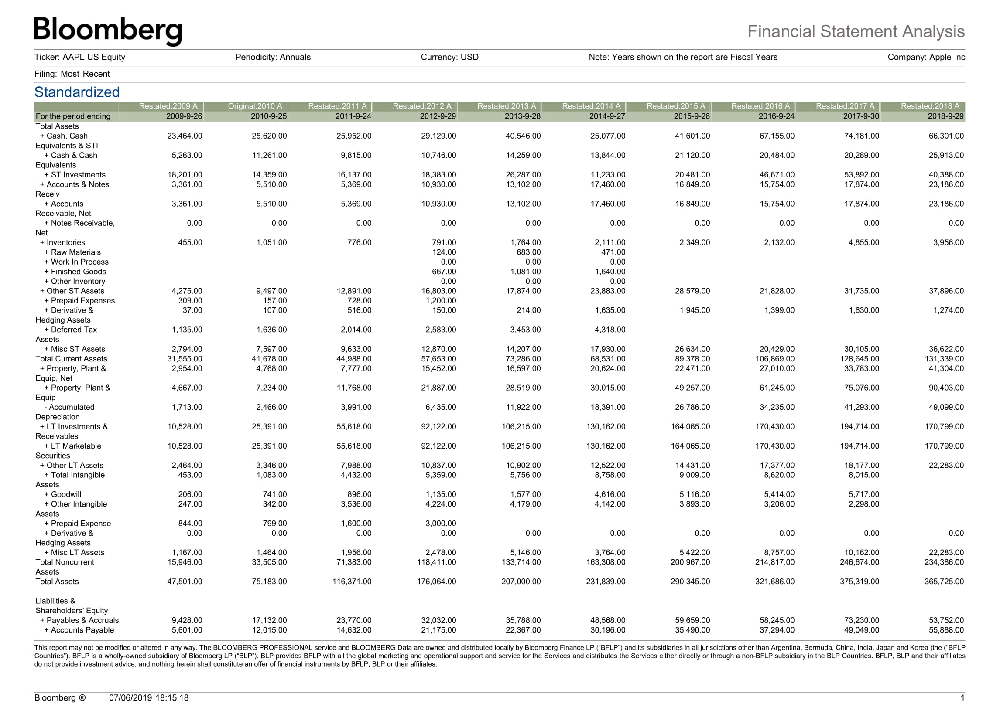 Bloomberg
Financial Statement Analysis
Ticker: AAPL US Equity Periodicity: Annuals Currency: USD Note: Years shown on the report are Fiscal Years Company: Apple Inc
Filing: Most Recent
Standardized
Restated:2009 A Original:2010 A Restated:2011 A Restated:2012 A Restated:2013 A Restated:2014 A Restated:2015 A Restated:2016 A Restated:2017 A Restated:2018 A
For the period ending 2009-9-26 2010-9-25 2011-9-24 2012-9-29 2013-9-28 2014-9-27 2015-9-26 2016-9-24 2017-9-30 2018-9-29
Total Assets
+ Cash, Cash 23,464.00 25,620.00 25,952.00 29,129.00 40,546.00 25,077.00 41,601.00 67,155.00 74,181.00 66,301.00
Equivalents & STI
+ Cash & Cash 5,263.00 11,261.00 9,815.00 10,746.00 14,259.00 13,844.00 21,120.00 20,484.00 20,289.00 25,913.00
Equivalents
+ ST Investments 18,201.00 14,359.00 16,137.00 18,383.00 26,287.00 11,233.00 20,481.00 46,671.00 53,892.00 40,388.00
+ Accounts & Notes 3,361.00 5,510.00 5,369.00 10,930.00 13,102.00 17,460.00 16,849.00 15,754.00 17,874.00 23,186.00
Receiv
+ Accounts 3,361.00 5,510.00 5,369.00 10,930.00 13,102.00 17,460.00 16,849.00 15,754.00 17,874.00 23,186.00
Receivable, Net
+ Notes Receivable, 0.00 0.00 0.00 0.00 0.00 0.00 0.00 0.00 0.00 0.00
Net
+ Inventories 455.00 1,051.00 776.00 791.00 1,764.00 2,111.00 2,349.00 2,132.00 4,855.00 3,956.00
+ Raw Materials 124.00 683.00 471.00
+ Work In Process 0.00 0.00 0.00
+ Finished Goods 667.00 1,081.00 1,640.00
+ Other Inventory 0.00 0.00 0.00
+ Other ST Assets 4,275.00 9,497.00 12,891.00 16,803.00 17,874.00 23,883.00 28,579.00 21,828.00 31,735.00 37,896.00
+ Prepaid Expenses 309.00 157.00 728.00 1,200.00
+ Derivative & 37.00 107.00 516.00 150.00 214.00 1,635.00 1,945.00 1,399.00 1,630.00 1,274.00
Hedging Assets
+ Deferred Tax 1,135.00 1,636.00 2,014.00 2,583.00 3,453.00 4,318.00
Assets
+ Misc ST Assets 2,794.00 7,597.00 9,633.00 12,870.00 14,207.00 17,930.00 26,634.00 20,429.00 30,105.00 36,622.00
Total Current Assets 31,555.00 41,678.00 44,988.00 57,653.00 73,286.00 68,531.00 89,378.00 106,869.00 128,645.00 131,339.00
+ Property, Plant & 2,954.00 4,768.00 7,777.00 15,452.00 16,597.00 20,624.00 22,471.00 27,010.00 33,783.00 41,304.00
Equip, Net
+ Property, Plant & 4,667.00 7,234.00 11,768.00 21,887.00 28,519.00 39,015.00 49,257.00 61,245.00 75,076.00 90,403.00
Equip
- Accumulated 1,713.00 2,466.00 3,991.00 6,435.00 11,922.00 18,391.00 26,786.00 34,235.00 41,293.00 49,099.00
Depreciation
+ LT Investments & 10,528.00 25,391.00 55,618.00 92,122.00 106,215.00 130,162.00 164,065.00 170,430.00 194,714.00 170,799.00
Receivables
+ LT Marketable 10,528.00 25,391.00 55,618.00 92,122.00 106,215.00 130,162.00 164,065.00 170,430.00 194,714.00 170,799.00
Securities
+ Other LT Assets 2,464.00 3,346.00 7,988.00 10,837.00 10,902.00 12,522.00 14,431.00 17,377.00 18,177.00 22,283.00
+ Total Intangible 453.00 1,083.00 4,432.00 5,359.00 5,756.00 8,758.00 9,009.00 8,620.00 8,015.00
Assets
+ Goodwill 206.00 741.00 896.00 1,135.00 1,577.00 4,616.00 5,116.00 5,414.00 5,717.00
+ Other Intangible 247.00 342.00 3,536.00 4,224.00 4,179.00 4,142.00 3,893.00 3,206.00 2,298.00
Assets
+ Prepaid Expense 844.00 799.00 1,600.00 3,000.00
+ Derivative & 0.00 0.00 0.00 0.00 0.00 0.00 0.00 0.00 0.00 0.00
Hedging Assets
+ Misc LT Assets 1,167.00 1,464.00 1,956.00 2,478.00 5,146.00 3,764.00 5,422.00 8,757.00 10,162.00 22,283.00
Total Noncurrent 15,946.00 33,505.00 71,383.00 118,411.00 133,714.00 163,308.00 200,967.00 214,817.00 246,674.00 234,386.00
Assets
Total Assets 47,501.00 75,183.00 116,371.00 176,064.00 207,000.00 231,839.00 290,345.00 321,686.00 375,319.00 365,725.00
Liabilities &
Shareholders' Equity
+ Payables & Accruals 9,428.00 17,132.00 23,770.00 32,032.00 35,788.00 48,568.00 59,659.00 58,245.00 73,230.00 53,752.00
+ Accounts Payable 5,601.00 12,015.00 14,632.00 21,175.00 22,367.00 30,196.00 35,490.00 37,294.00 49,049.00 55,888.00
This report may not be modified or altered in any way. The BLOOMBERG PROFESSIONAL service and BLOOMBERG Data are owned and distributed locally by Bloomberg Finance LP (“BFLP”) and its subsidiaries in all jurisdictions other than Argentina, Bermuda, China, India, Japan and Korea (the (“BFLP
Countries”). BFLP is a wholly-owned subsidiary of Bloomberg LP (“BLP”). BLP provides BFLP with all the global marketing and operational support and service for the Services and distributes the Services either directly or through a non-BFLP subsidiary in the BLP Countries. BFLP, BLP and their affiliates
do not provide investment advice, and nothing herein shall constitute an offer of financial instruments by BFLP, BLP or their affiliates.
Bloomberg ® 07/06/2019 18:15:18 1